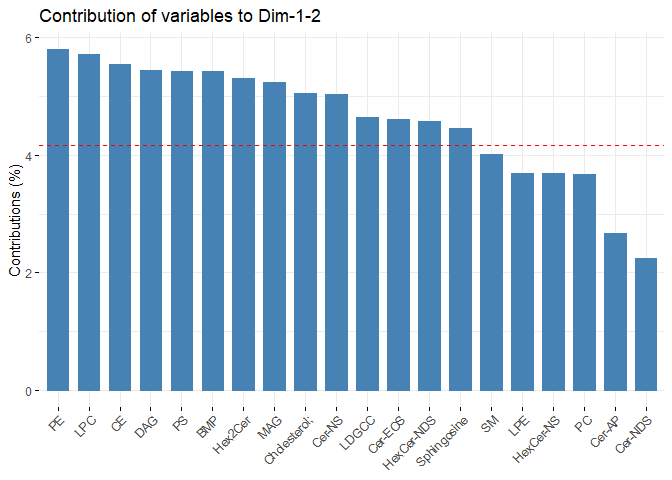 Contribution of variables to Dim-1-2
Contributions (%)
6
4
2
0
PE
LPC
CE
DAG
PS
BMP
Hex2Cer
MAG
Cholesterol;
Cer-NS
LDGCC
Cer-EOS
HexCer-NDS
Sphingosine
SM
LPE
HexCer-NS
PC
Cer-AP
Cer-NDS